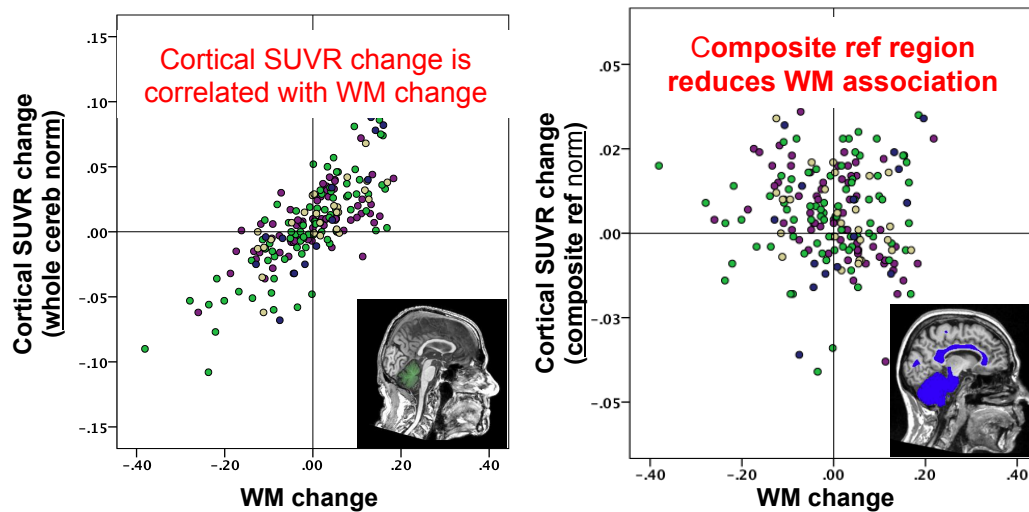 Cortical SUVR change is
correlated with WM change
Cortical SUVR change
(whole cereb norm)
.15
.10
.05
.00
-.05
-.10
-.15
-.40
-.20
.00
.20
.40
WM change
Composite ref region
reduces WM association
Cortical SUVR change
(composite ref norm)
.05
.02
.00
-.03
-.05
-.40
-.20
.00
.20
.40
WM change